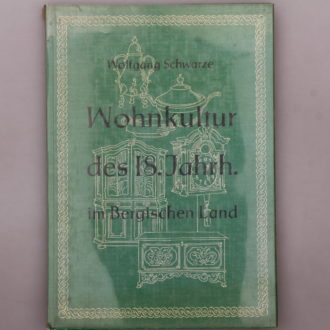 Wolfgang Schwarze
Wohnkultur
des 18. Jahrh.
im Bergischen Land